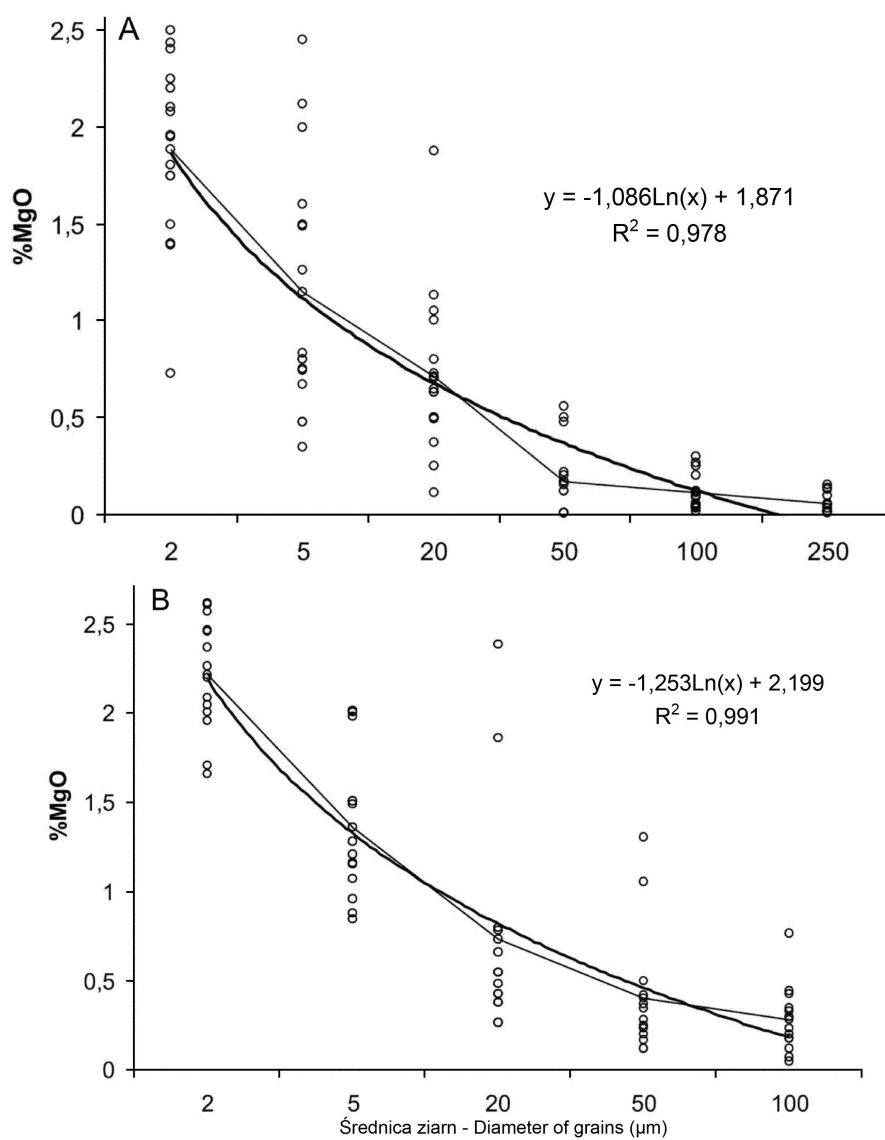 A
2,5
2
1,5
1
0,5
0
%MgO
y = -1,086Ln(x) + 1,871
R² = 0,978
2 5 20 50 100 250
B
2,5
2
1,5
1
0,5
0
%MgO
y = -1,253Ln(x) + 2,199
R² = 0,991
2 5 20 50 100
Średnica ziarn - Diameter of grains (µm)